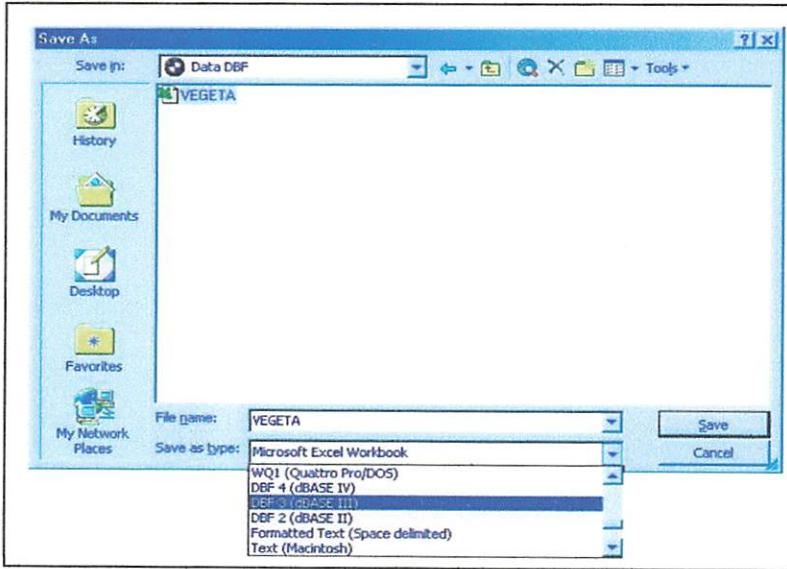 Save As
Save in: Data DBF Tools
VEGETA
History
My Documents
Desktop
Favorites
My Network
Places
File name: VEGETA Save
Save as type: Microsoft Excel Workbook Cancel
WQ1 (Quattro Pro/DOS)
DBF 4 (dBASE IV)
DBF 3 (dBASE III)
DBF 2 (dBASE II)
Formatted Text (Space delimited)
Text (Macintosh)